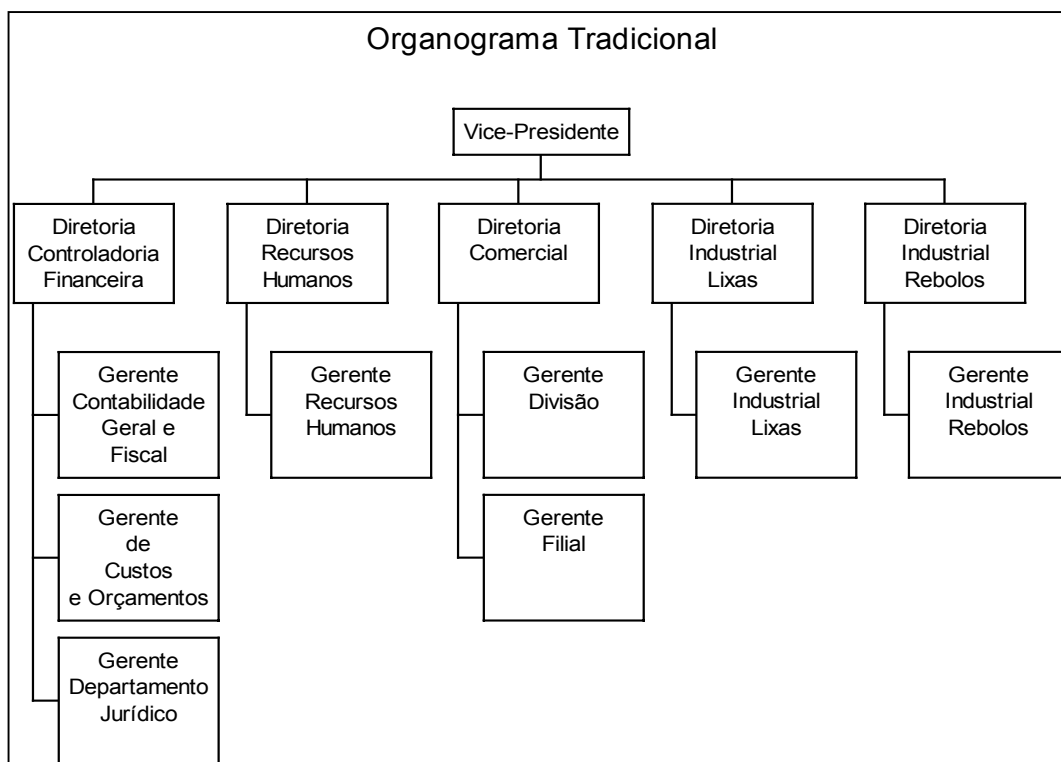 Organograma Tradicional
Vice-Presidente
Diretoria
Controladoria
Financeira
Diretoria
Recursos
Humanos
Diretoria
Comercial
Diretoria
Industrial
Lixas
Diretoria
Industrial
Rebolos
Gerente
Contabilidade
Geral e
Fiscal
Gerente
Recursos
Humanos
Gerente
Divisão
Gerente
Industrial
Lixas
Gerente
Industrial
Rebolos
Gerente
de
Custos
e Orçamentos
Gerente
Filial
Gerente
Departamento
Jurídico